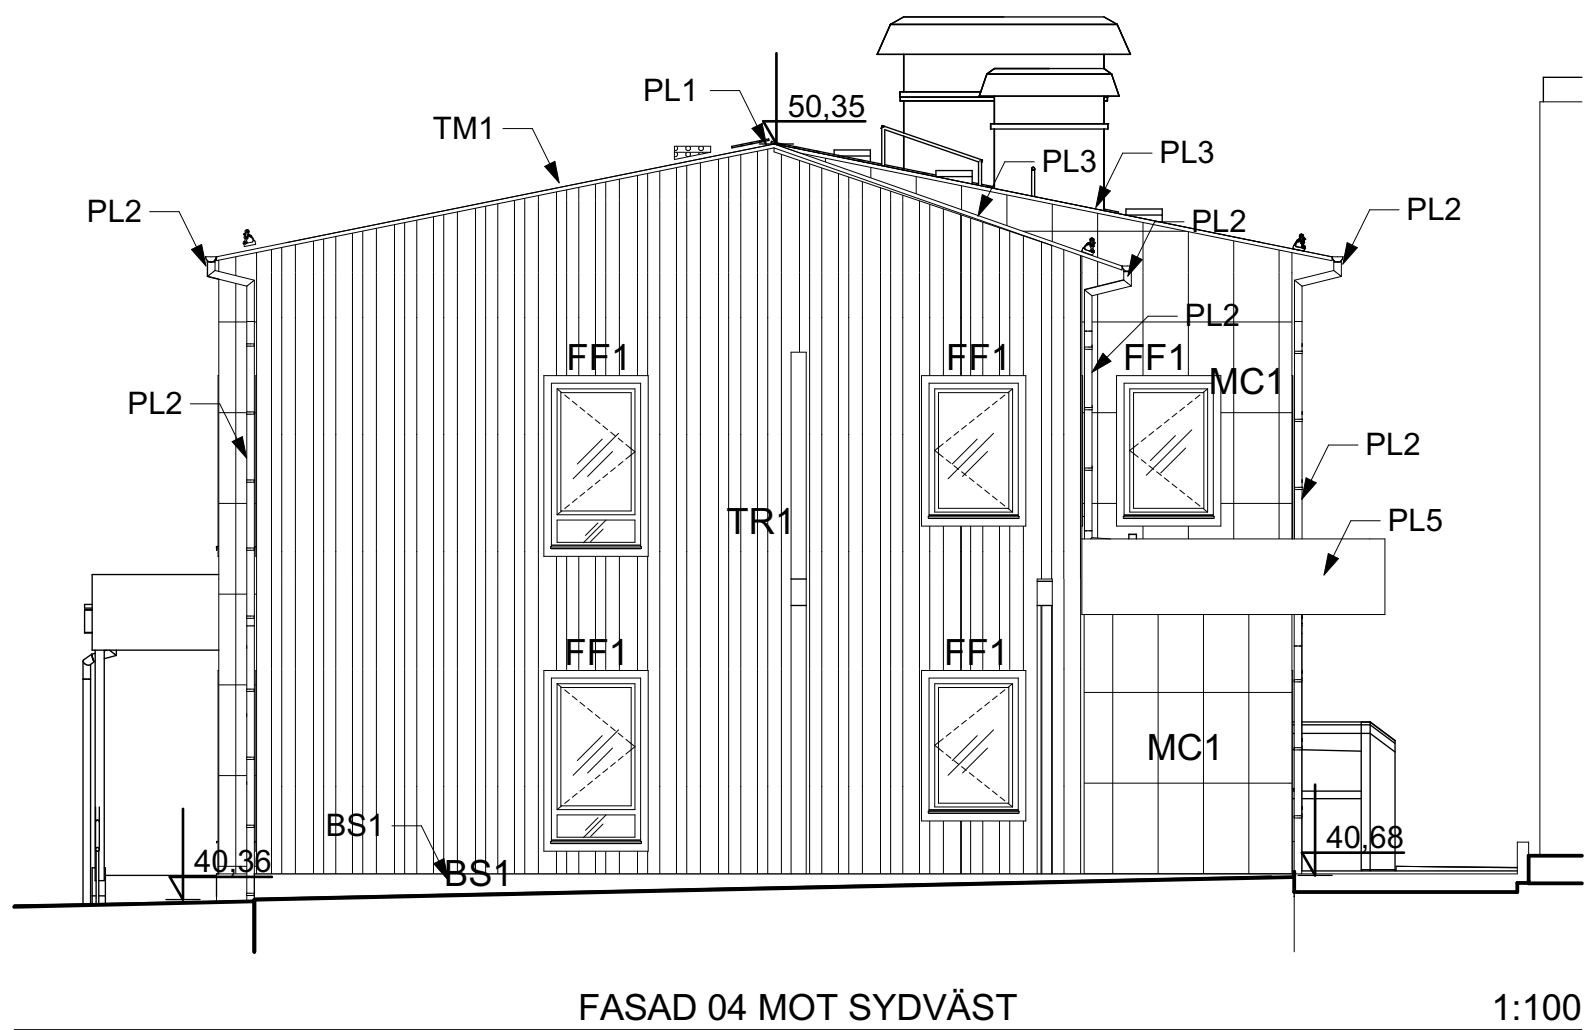 PL1
50,35
TM1
PL3
PL3
PL2
PL2
PL2
PL2
FF1
FF1
FF1
MC1
PL2
PL2
TR1
PL5
FF1
FF1
MC1
BS1
40,68
40,36
BS1
FASAD 04 MOT SYDVÄST
1:100